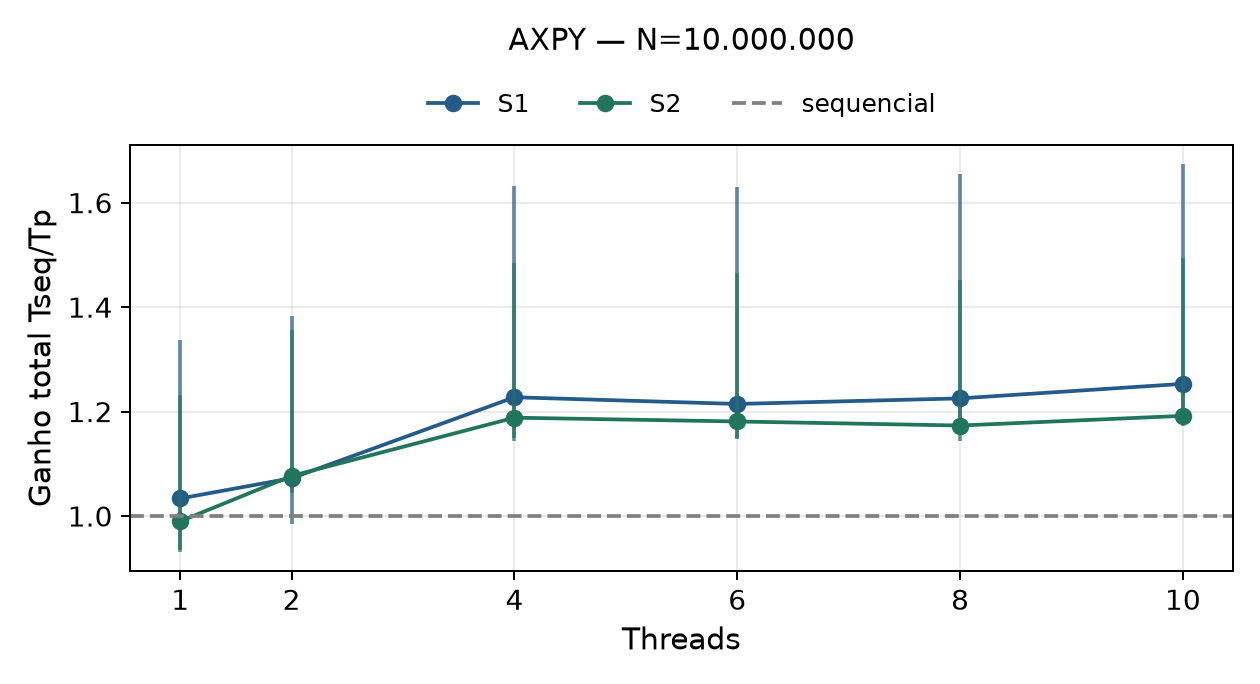 AXPY — N=10.000.000
S1 S2 sequencial
Ganho total Tseq/Tp
1.6
1.4
1.2
1.0
1 2 4 6 8 10
Threads